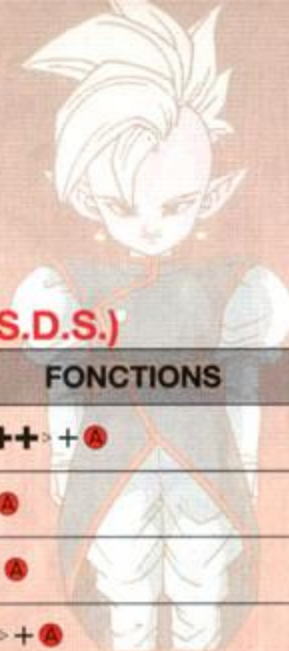 S.D.S.)
FONCTIONS
++ > + A
A
A
> + A